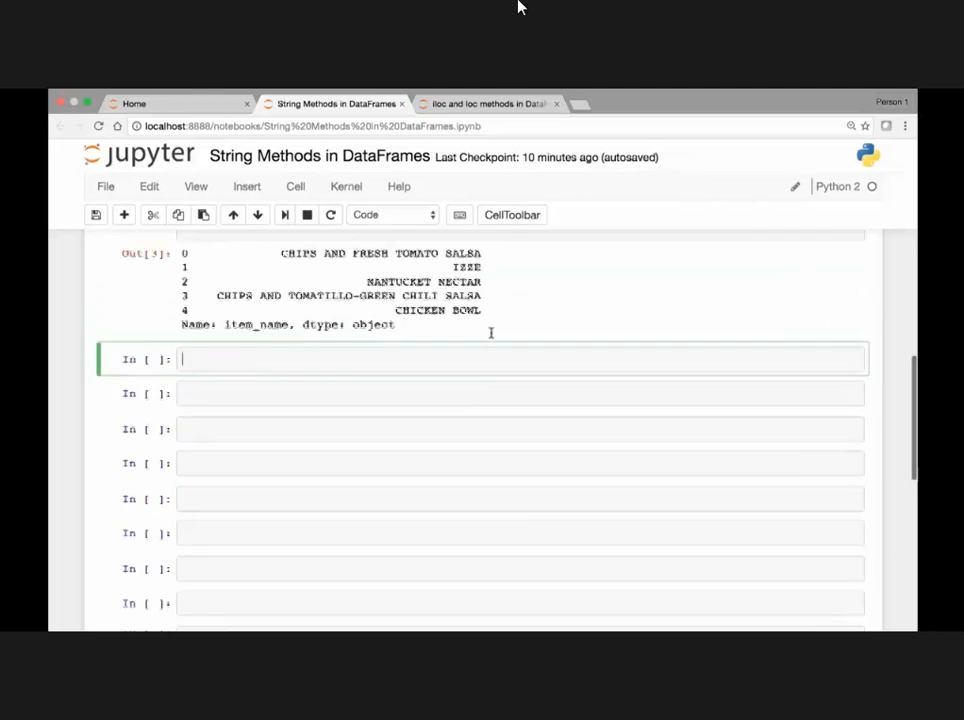 Home
String Methods in DataFrames
iloc and loc methods in Data
Person 1
localhost:8888/notebooks/String%20Methods%20in%20DataFrames.ipynb
jupyter String Methods in DataFrames Last Checkpoint: 10 minutes ago (autosaved)
File Edit View Insert Cell Kernel Help Python 2
Code CellToolbar
Out[3]: 0 CHIPS AND FRESH TOMATO SALSA
1 IZZE
2 NANTUCKET NECTAR
3 CHIPS AND TOMATILLO-GREEN CHILI SALSA
4 CHICKEN BOWL
Name: item_name, dtype: object
In [ ]:
In [ ]:
In [ ]:
In [ ]:
In [ ]:
In [ ]:
In [ ]:
In [ ]: